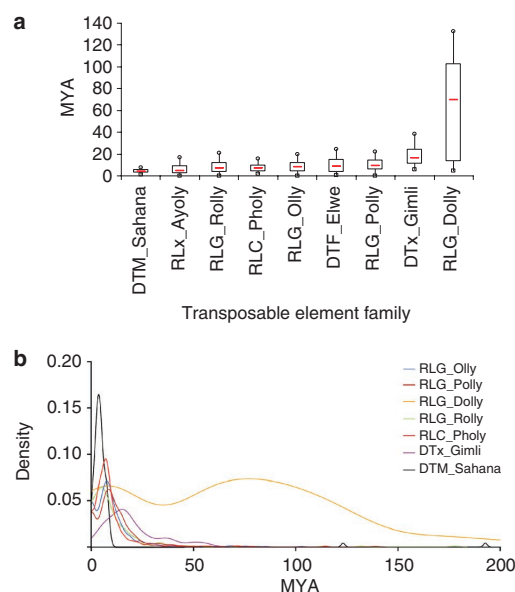 a
140
120
100
80
60
40
20
0
MYA
DTM_Sahana
RLx_Ayoly
RLG_Rolly
RLC_Pholy
RLG_Olly
DTF_Elwe
RLG_Polly
DTx_Gimli
RLG_Dolly
Transposable element family
b
0.20
0.15
0.10
0.05
Density
RLG_Olly
RLG_Polly
RLG_Dolly
RLG_Rolly
RLC_Pholy
DTx_Gimli
DTM_Sahana
0 50 100 150 200
MYA